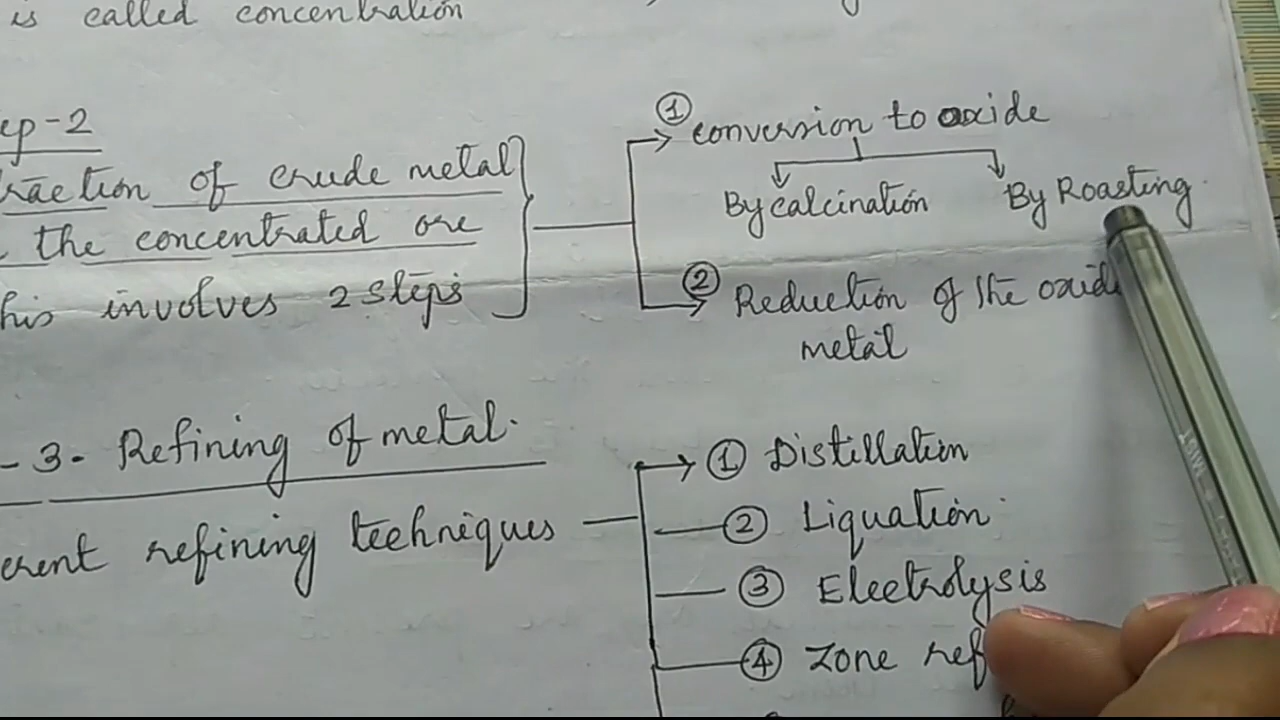 is called concentration
ep-2
raction of crude metal
the concentrated ore
his involves 2 steps
① conversion to oxide
By calcination By Roasting.
② Reduction of the oxid
metal
-3. Refining of metal.
erent refining techniques
① Distillation
② Liquation
③ Electrolysis
④ Zone ref